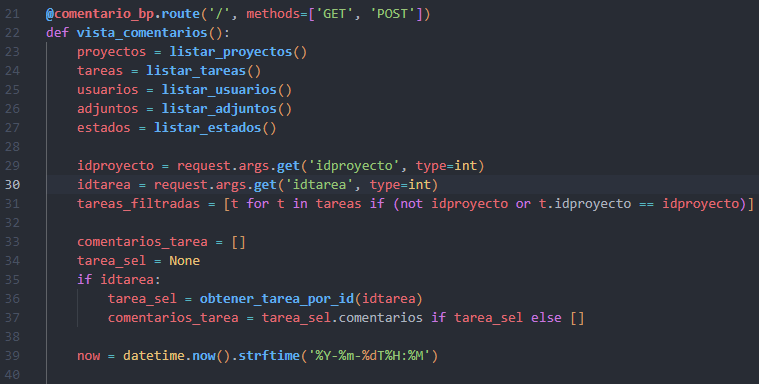 21 @comentario_bp.route('/', methods=['GET', 'POST'])
22 def vista_comentarios():
23     proyectos = listar_proyectos()
24     tareas = listar_tareas()
25     usuarios = listar_usuarios()
26     adjuntos = listar_adjuntos()
27     estados = listar_estados()
28
29     idproyecto = request.args.get('idproyecto', type=int)
30     idtarea = request.args.get('idtarea', type=int)
31     tareas_filtradas = [t for t in tareas if (not idproyecto or t.idproyecto == idproyecto)]
32
33     comentarios_tarea = []
34     tarea_sel = None
35     if idtarea:
36         tarea_sel = obtener_tarea_por_id(idtarea)
37         comentarios_tarea = tarea_sel.comentarios if tarea_sel else []
38
39     now = datetime.now().strftime('%Y-%m-%dT%H:%M')
40